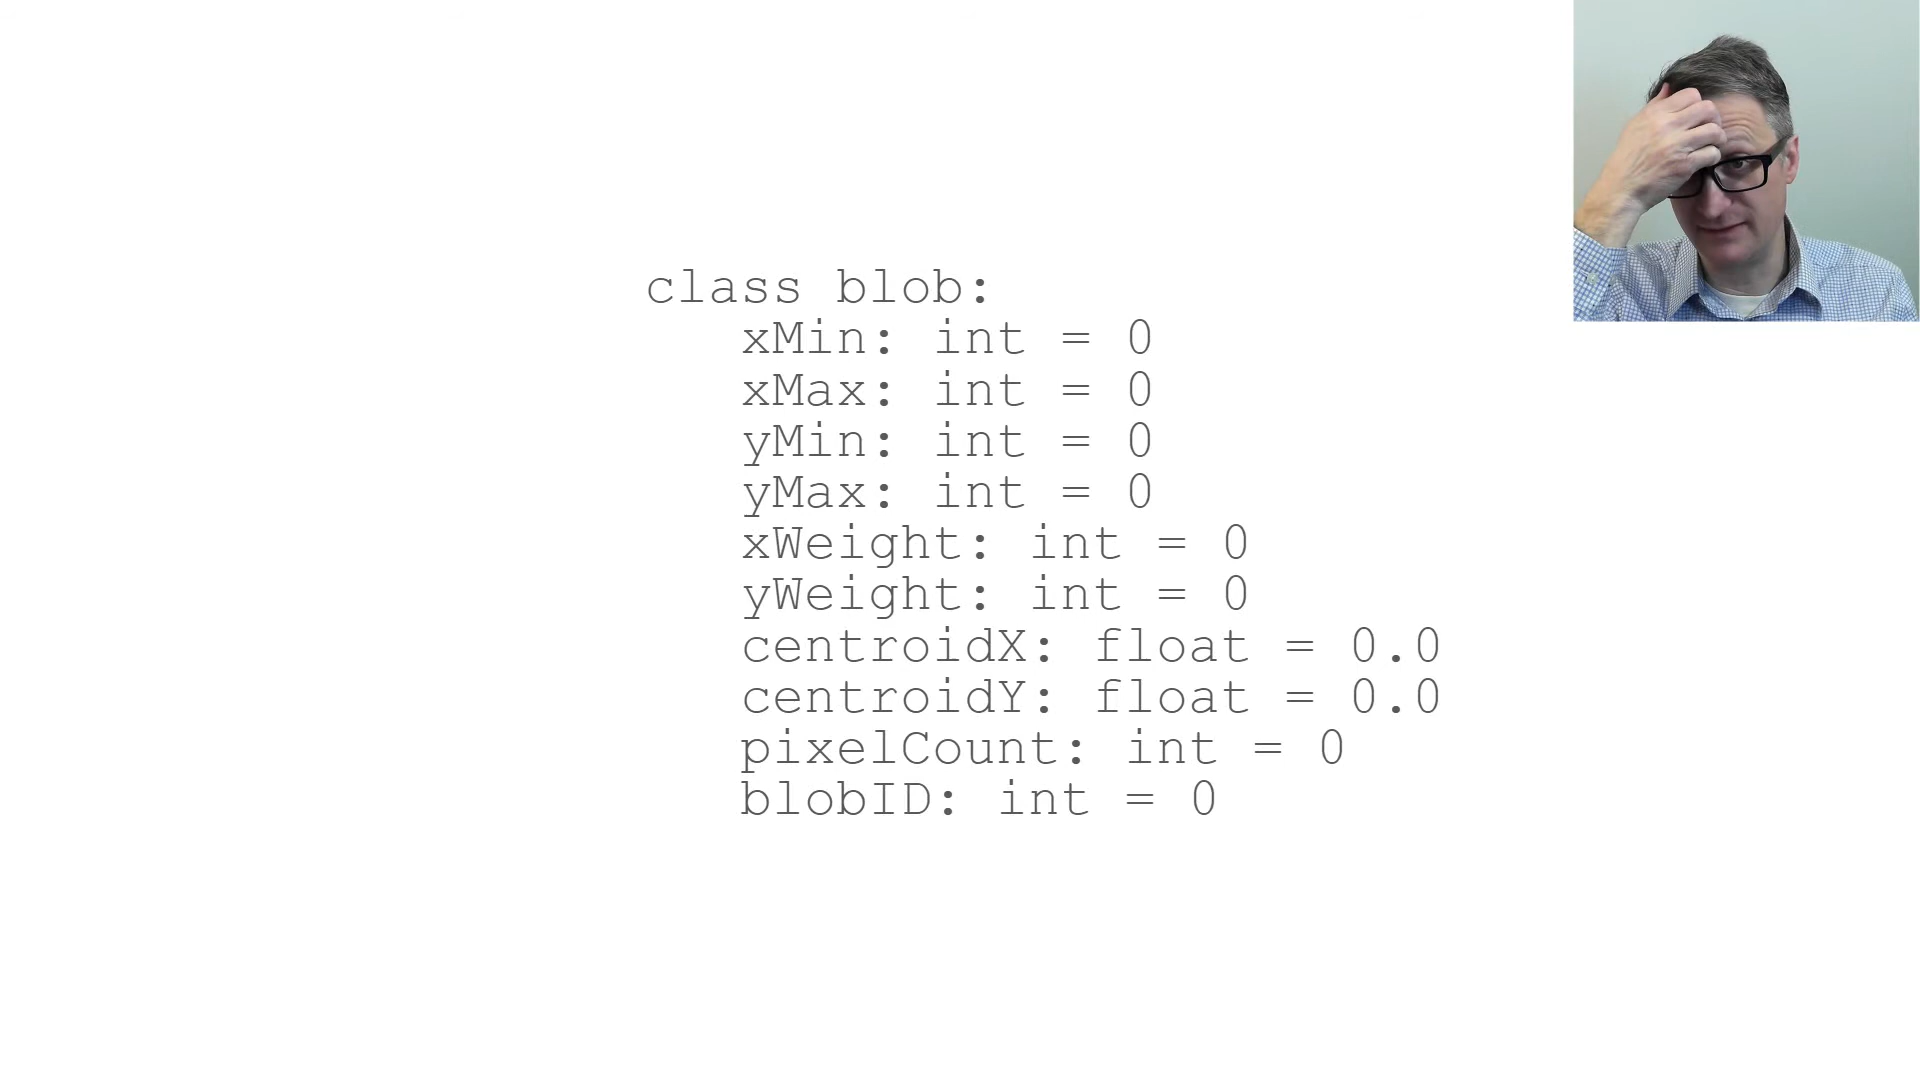 class blob:
xMin: int = 0
xMax: int = 0
yMin: int = 0
yMax: int = 0
xWeight: int = 0
yWeight: int = 0
centroidX: float = 0.0
centroidY: float = 0.0
pixelCount: int = 0
blobID: int = 0